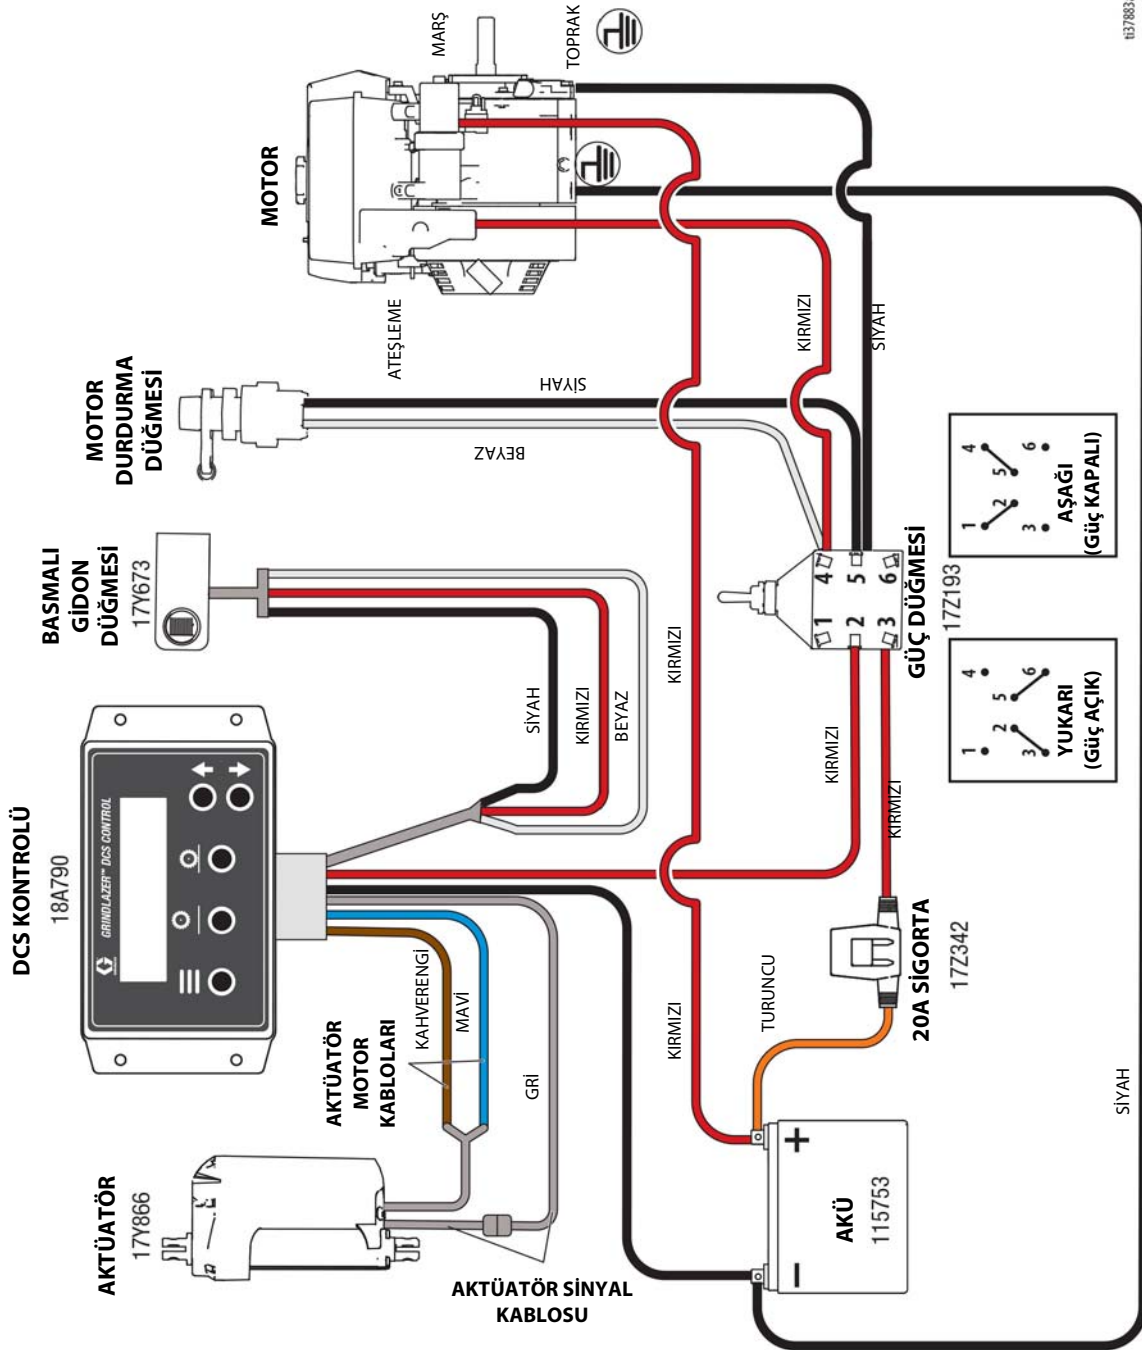 ti37883a
MARŞ
TOPRAK
MOTOR
ATEŞLEME
MOTOR
DURDURMA
DÜĞMESİ
SİYAH
BEYAZ
KIRMIZI
SİYAH
BASMALI
GİDON
DÜĞMESİ
17Y673
SİYAH
KIRMIZI
BEYAZ
KIRMIZI
4
5
6
1
2
3
GÜÇ DÜĞMESİ
17Z193
1
2
3
4
5
6
AŞAĞI
(Güç KAPALI)
1
2
3
4
5
6
YUKARI
(Güç AÇIK)
DCS KONTROLÜ
18A790
GRINDLAZER™ DCS CONTROL
KIRMIZI
KIRMIZI
KAHVERENGİ
MAVİ
AKTÜATÖR
MOTOR
KABLOLARI
GRİ
KIRMIZI
TURUNCU
20A SİGORTA
17Z342
AKTÜATÖR
17Y866
AKTÜATÖR SİNYAL
KABLOSU
+
−
AKÜ
115753
SİYAH